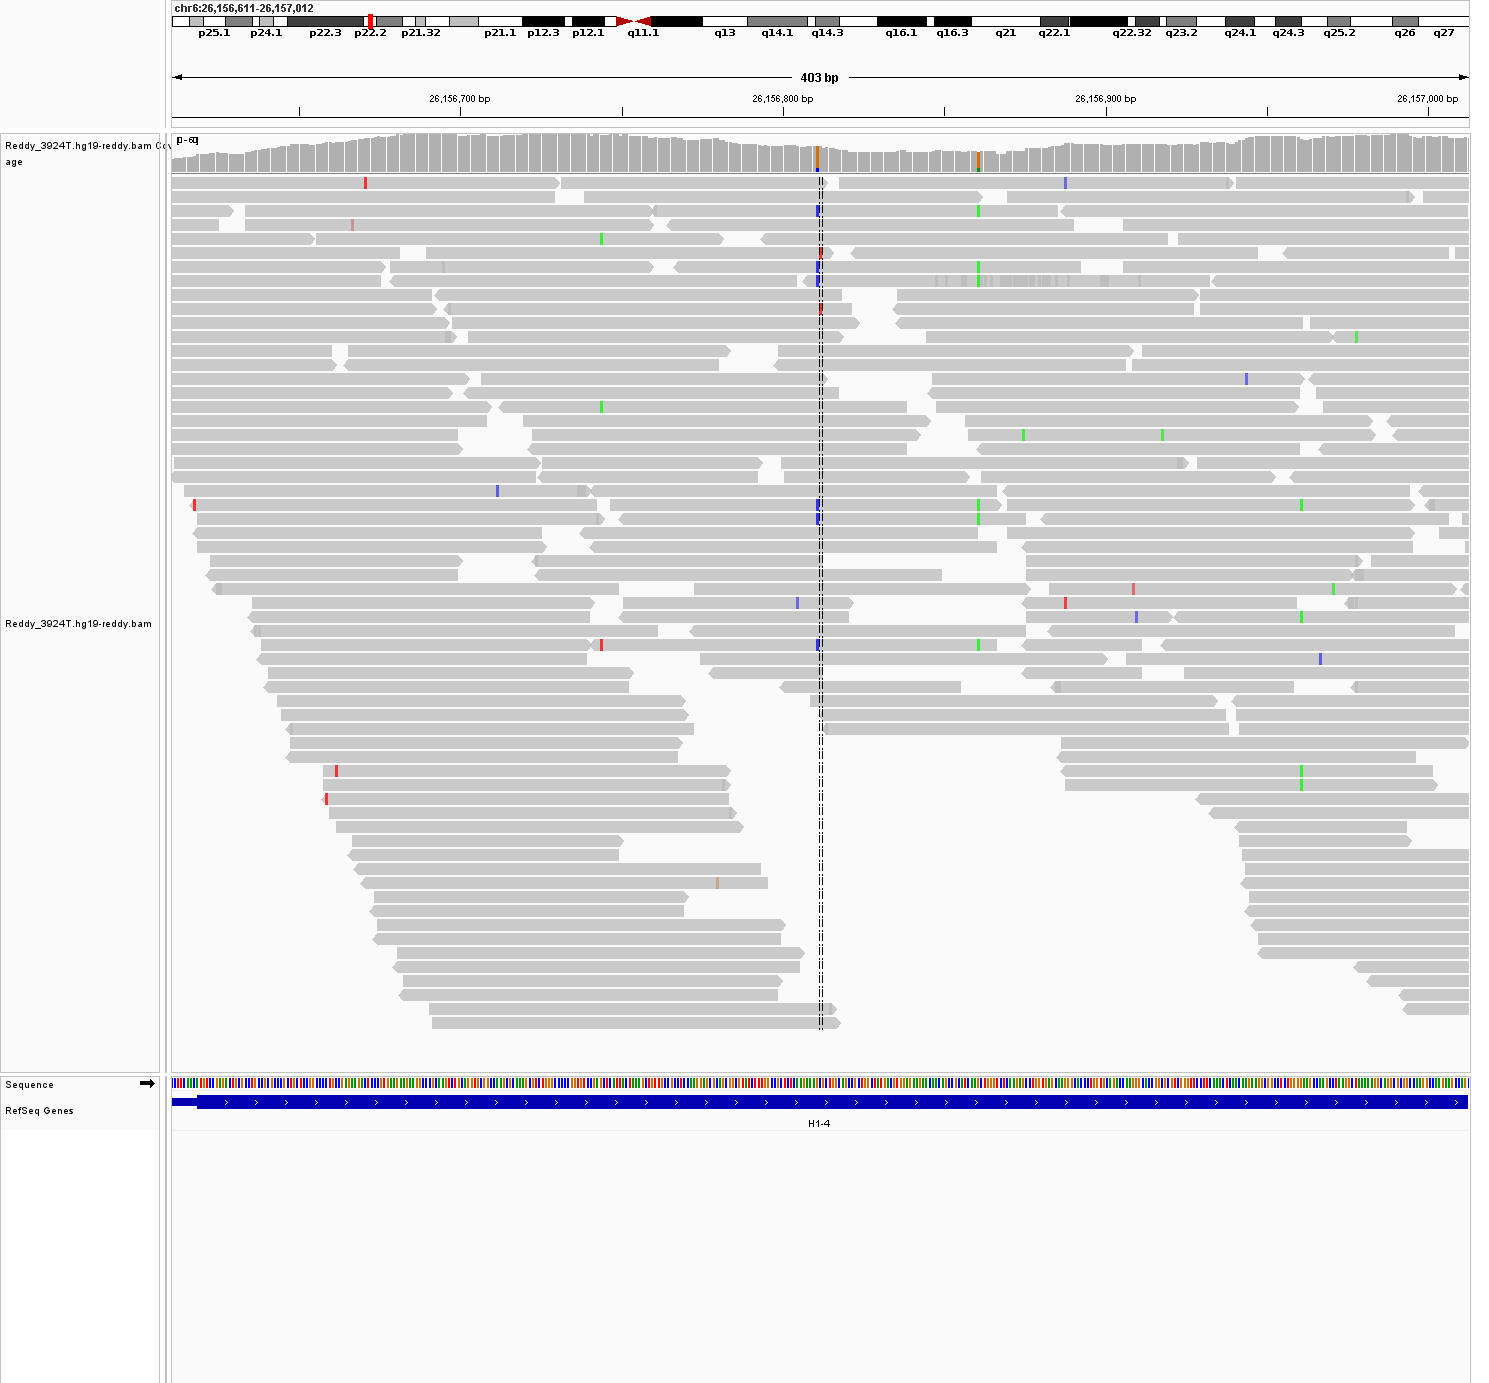 chr6:26,156,611-26,157,012
p25.1 p24.1 p22.3 p22.2 p21.32 p21.1 p12.3 p12.1 q11.1 q13 q14.1 q14.3 q16.1 q16.3 q21 q22.1 q22.32 q23.2 q24.1 q24.3 q25.2 q26 q27
403 bp
26,156,700 bp 26,156,800 bp 26,156,900 bp 26,157,000 bp
Reddy_3924T.hg19-reddy.bam Cov
age
[0 - 60]
Reddy_3924T.hg19-reddy.bam
Sequence
RefSeq Genes
H1-4